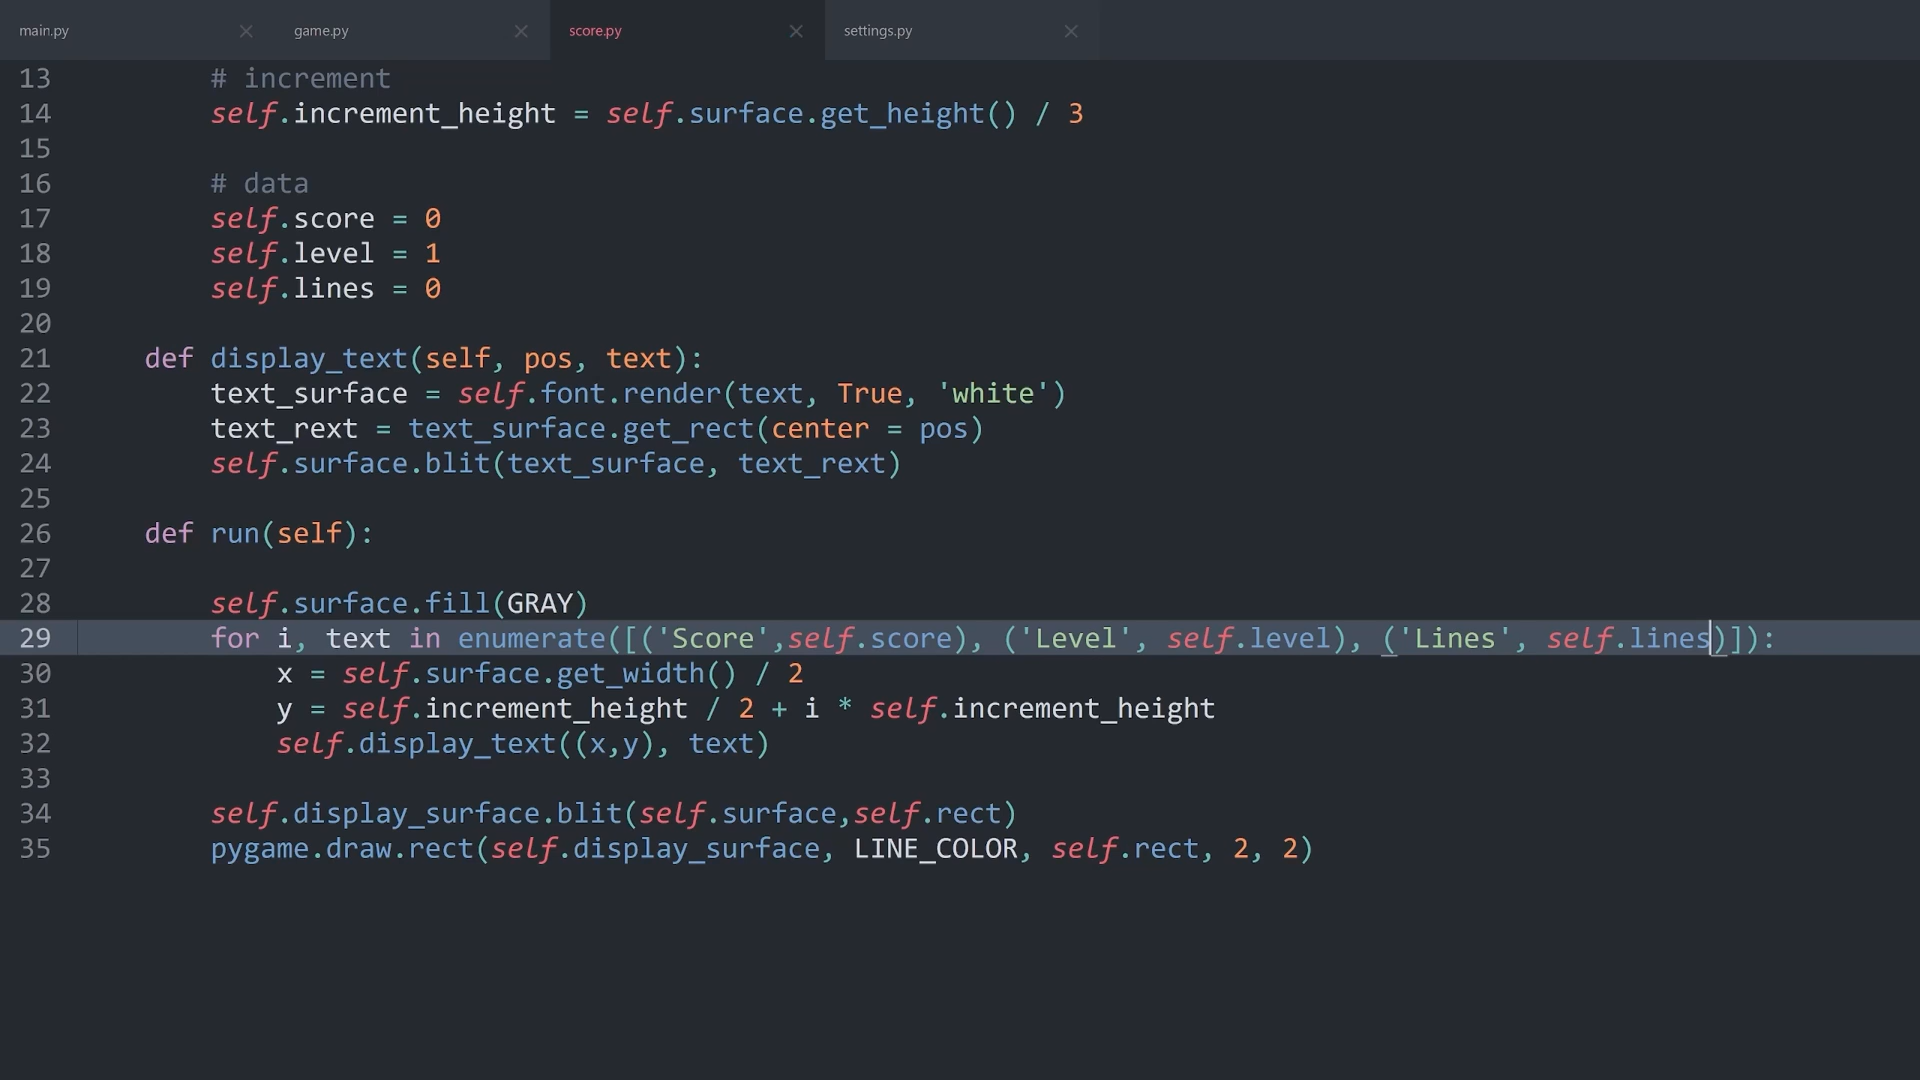 main.py game.py score.py settings.py
13 # increment
14 self.increment_height = self.surface.get_height() / 3
15
16 # data
17 self.score = 0
18 self.level = 1
19 self.lines = 0
20
21 def display_text(self, pos, text):
22 text_surface = self.font.render(text, True, 'white')
23 text_rext = text_surface.get_rect(center = pos)
24 self.surface.blit(text_surface, text_rext)
25
26 def run(self):
27
28 self.surface.fill(GRAY)
29 for i, text in enumerate([('Score',self.score), ('Level', self.level), ('Lines', self.lines)]):
30 x = self.surface.get_width() / 2
31 y = self.increment_height / 2 + i * self.increment_height
32 self.display_text((x,y), text)
33
34 self.display_surface.blit(self.surface,self.rect)
35 pygame.draw.rect(self.display_surface, LINE_COLOR, self.rect, 2, 2)